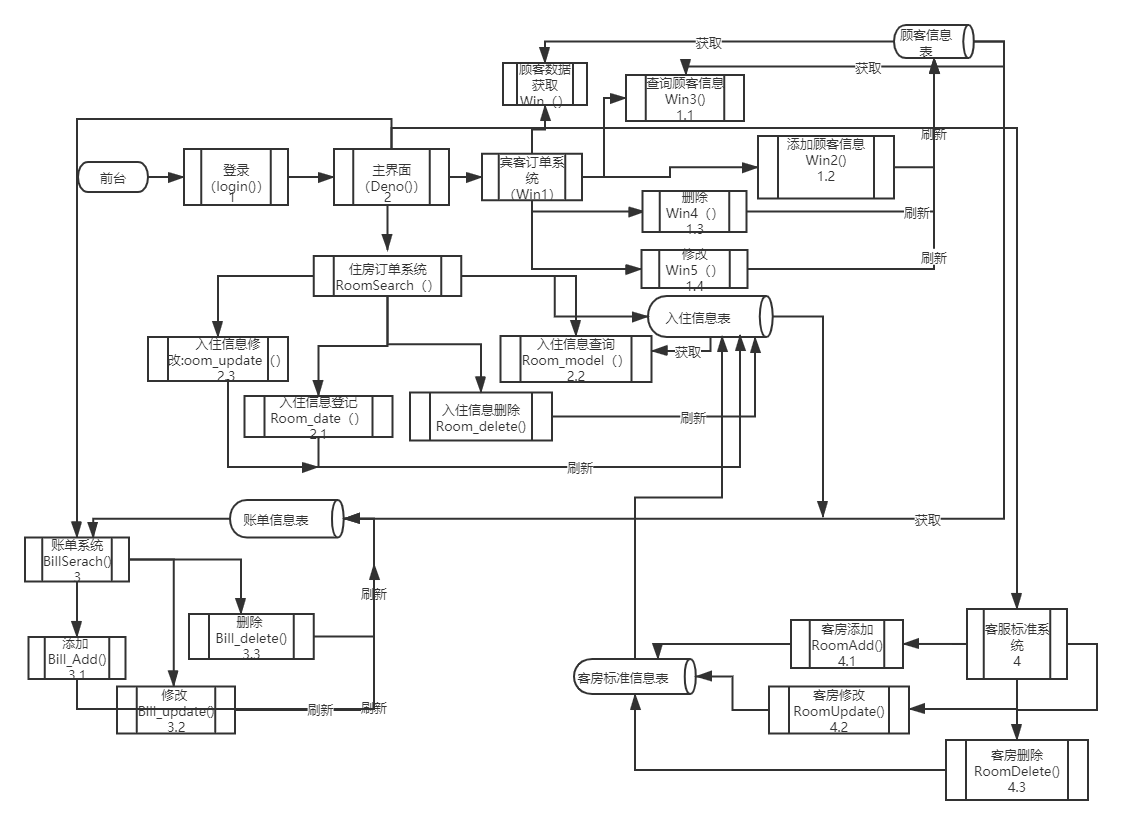 顾客信息
表
获取
获取
顾客数据
获取
Win（）
查询顾客信息
Win3()
1.1
刷新
添加顾客信息
Win2()
1.2
前台
登录
（login()）
1
主界面
（Deno()）
2
宾客订单系
统
（Win1）
删除
Win4（）
1.3
刷新
修改
Win5（）
1.4
刷新
住房订单系统
RoomSearch（）
入住信息表
入住信息修
改:oom_update（）
2.3
入住信息查询
Room_model（）
2.2
获取
入住信息登记
Room_date（）
2.1
入住信息删除
Room_delete()
刷新
刷新
账单信息表
获取
账单系统
BillSerach()
3
刷新
删除
Bill_delete()
3.3
添加
Bill_Add()
3.1
修改
Bill_update()
3.2
刷新
刷新
客服标准系
统
4
客房添加
RoomAdd()
4.1
客房标准信息表
客房修改
RoomUpdate()
4.2
客房删除
RoomDelete()
4.3